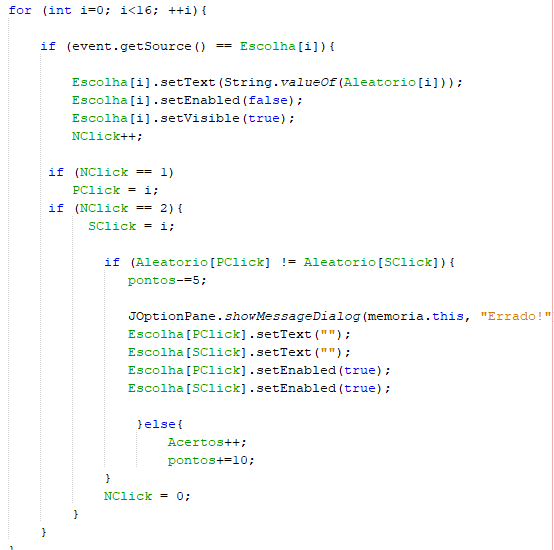 for (int i=0; i<16; ++i){
if (event.getSource() == Escolha[i]){
Escolha[i].setText(String.valueOf(Aleatorio[i]));
Escolha[i].setEnabled(false);
Escolha[i].setVisible(true);
NClick++;
if (NClick == 1)
PClick = i;
if (NClick == 2){
SClick = i;
if (Aleatorio[PClick] != Aleatorio[SClick]){
pontos-=5;
JOptionPane.showMessageDialog(memoria.this, "Errado!"
Escolha[PClick].setText("");
Escolha[SClick].setText("");
Escolha[PClick].setEnabled(true);
Escolha[SClick].setEnabled(true);
}else{
Acertos++;
pontos+=10;
}
NClick = 0;
}
}
}